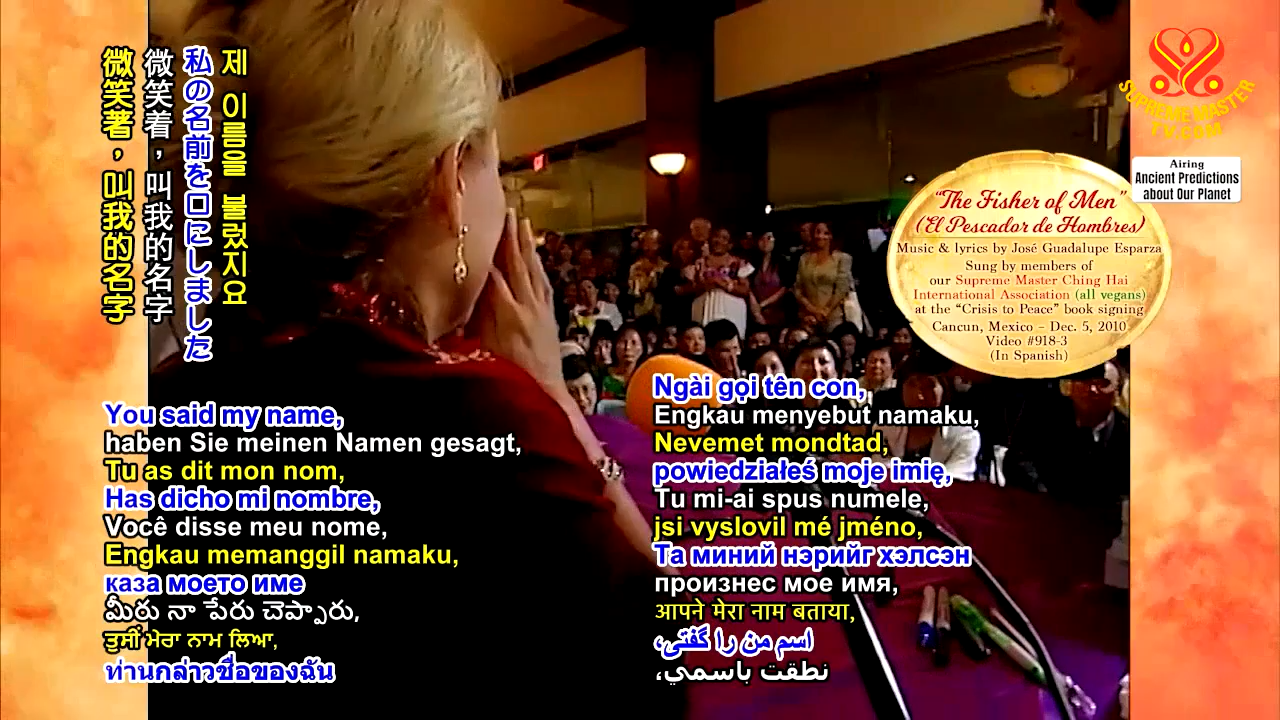 제 이름을 불렀지요
私の名前を口にしました
微笑着，叫我的名字
微笑著，叫我的名字
SUPREME MASTER
TV.COM
Airing
Ancient Predictions
about Our Planet
"The Fisher of Men"
(El Pescador de Hombres)
Music & lyrics by José Guadalupe Esparza
Sung by members of
our Supreme Master Ching Hai
International Association (all vegans)
at the "Crisis to Peace" book signing
Cancun, Mexico – Dec. 5, 2010
Video #918-3
(In Spanish)
You said my name,
haben Sie meinen Namen gesagt,
Tu as dit mon nom,
Has dicho mi nombre,
Você disse meu nome,
Engkau memanggil namaku,
каза моето име
మీరు నా పేరు చెప్పారు,
ਤੁਸੀਂ ਮੇਰਾ ਨਾਮ ਲਿਆ,
ท่านกล่าวชื่อของฉัน
Ngài gọi tên con,
Engkau menyebut namaku,
Nevemet mondtad,
powiedziałeś moje imię,
Tu mi-ai spus numele,
jsi vyslovil mé jméno,
Та миний нэрийг хэлсэн
произнес мое имя,
आपने मेरा नाम बताया,
اسم من را گفتی،
نطقت باسمي،